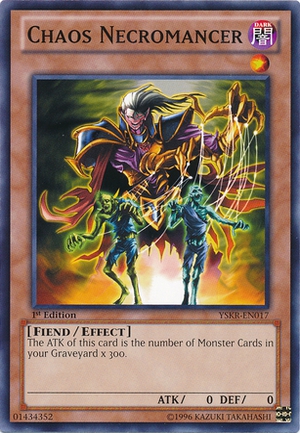 CHAOS NECROMANCER
DARK
闇
1st Edition
YSKR-EN017
[FIEND / EFFECT]
The ATK of this card is the number of Monster Cards in
your Graveyard x 300.
ATK / 0 DEF / 0
01434352
©1996 KAZUKI TAKAHASHI